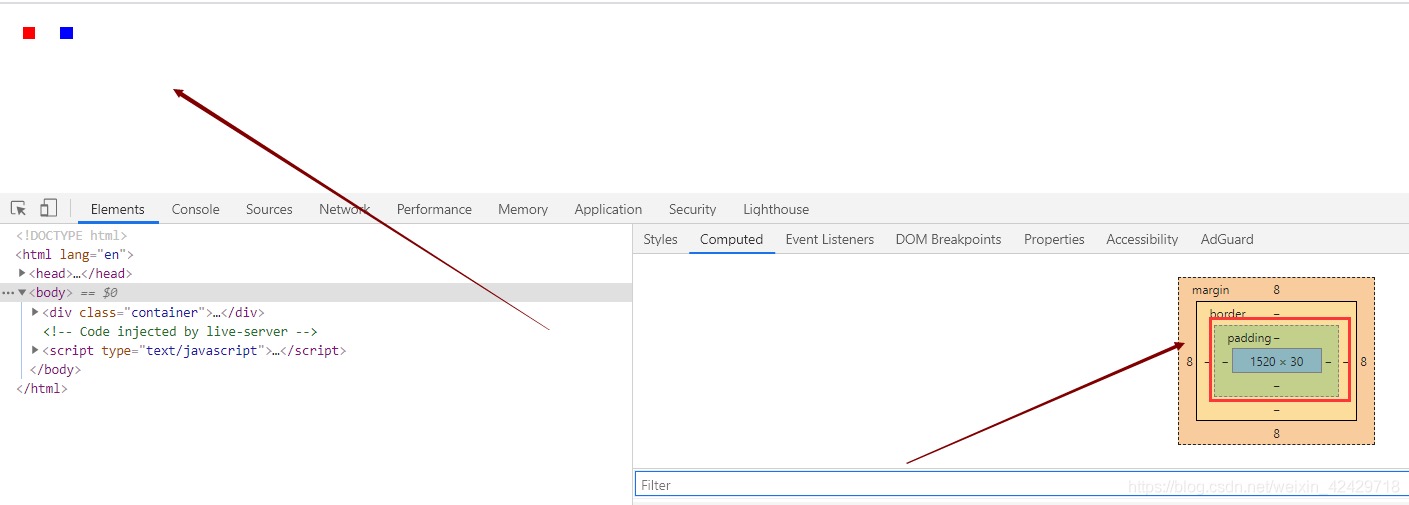 Elements Console Sources Network Performance Memory Application Security Lighthouse
<!DOCTYPE html>
<html lang="en">
<head>…</head>
<body> == $0
<div class="container">…</div>
<!-- Code injected by live-server -->
<script type="text/javascript">…</script>
</body>
</html>
Styles Computed Event Listeners DOM Breakpoints Properties Accessibility AdGuard
margin 8
border –
padding –
8 – – 1520 × 30 – – 8
–
–
8
Filter
https://blog.csdn.net/weixin_42429718